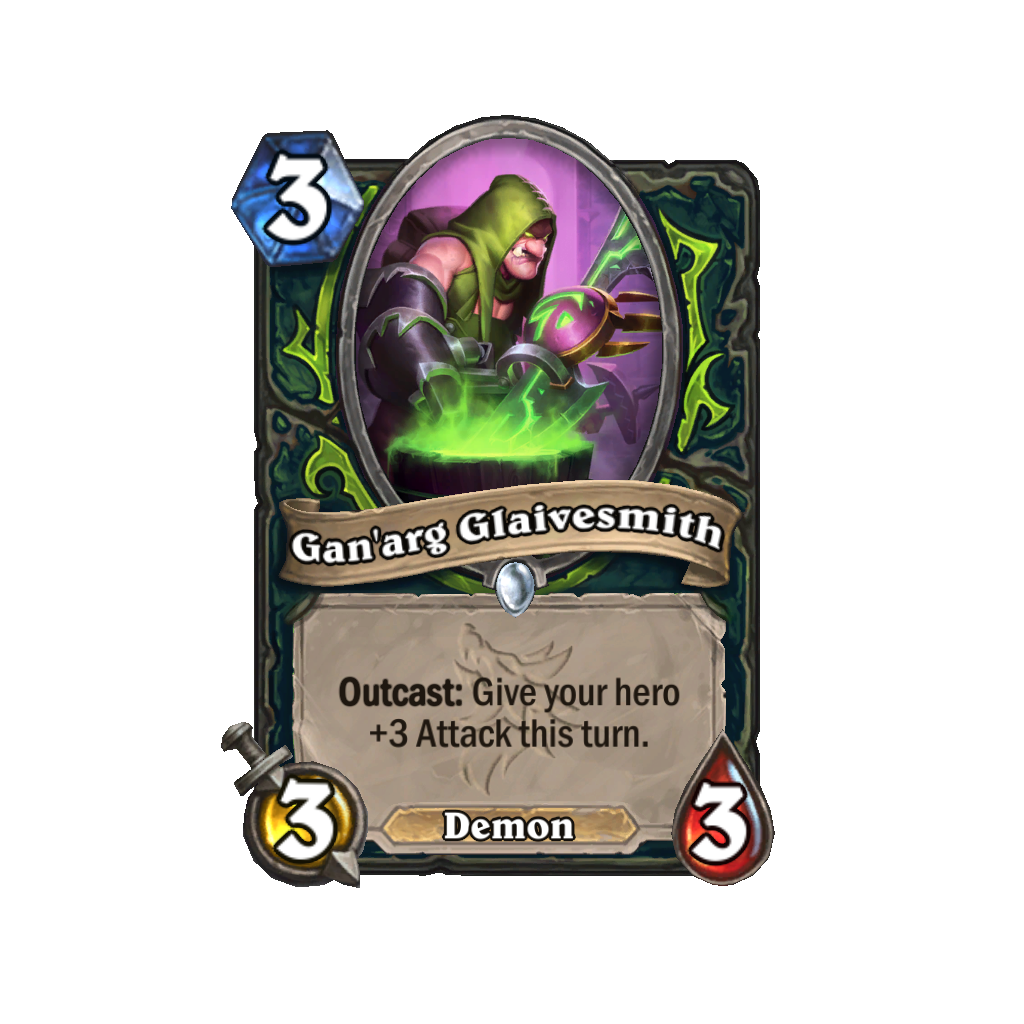 3
Gan'arg Glaivesmith
Outcast: Give your hero
+3 Attack this turn.
3
Demon
3